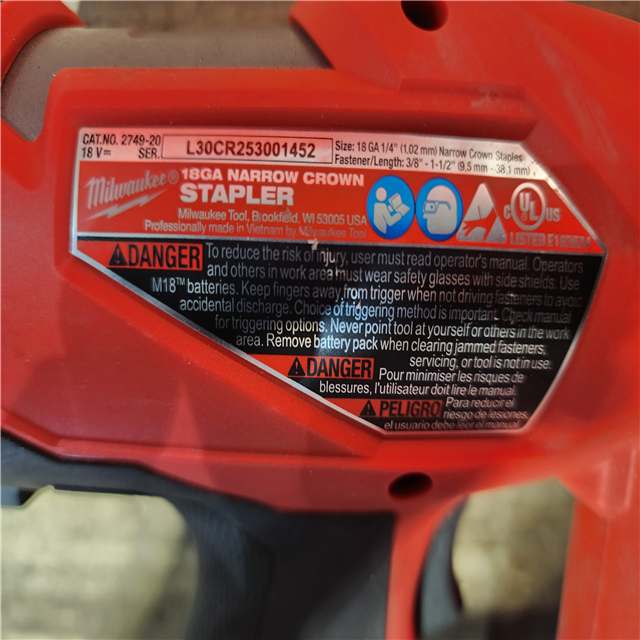 CAT.NO. 2749-20
18 V⎓ SER. L30CR253001452
Size: 18 GA 1/4" (1,02 mm) Narrow Crown Staples
Fastener/Length: 3/8" - 1-1/2" (9,5 mm - 38,1 mm)
Milwaukee®
18GA NARROW CROWN
STAPLER
Milwaukee Tool, Brookfield, WI 53005 USA
Professionally made in Vietnam by Milwaukee Tool
C UL US
LISTED
DANGER To reduce the risk of injury, user must read operator's manual. Operators
and others in work area must wear safety glasses with side shields. Use
M18™ batteries. Keep fingers away from trigger when not driving fasteners to avoid
accidental discharge. Choice of triggering method is important. Check manual
for triggering options. Never point tool at yourself or others in the work
area. Remove battery pack when clearing jammed fasteners,
servicing, or tool is not in use.
DANGER Pour minimiser les risques de
blessures, l'utilisateur doit lire le manuel.
PELIGRO Para reducir el
riesgo de lesiones,
el usuario debe leer el manual.